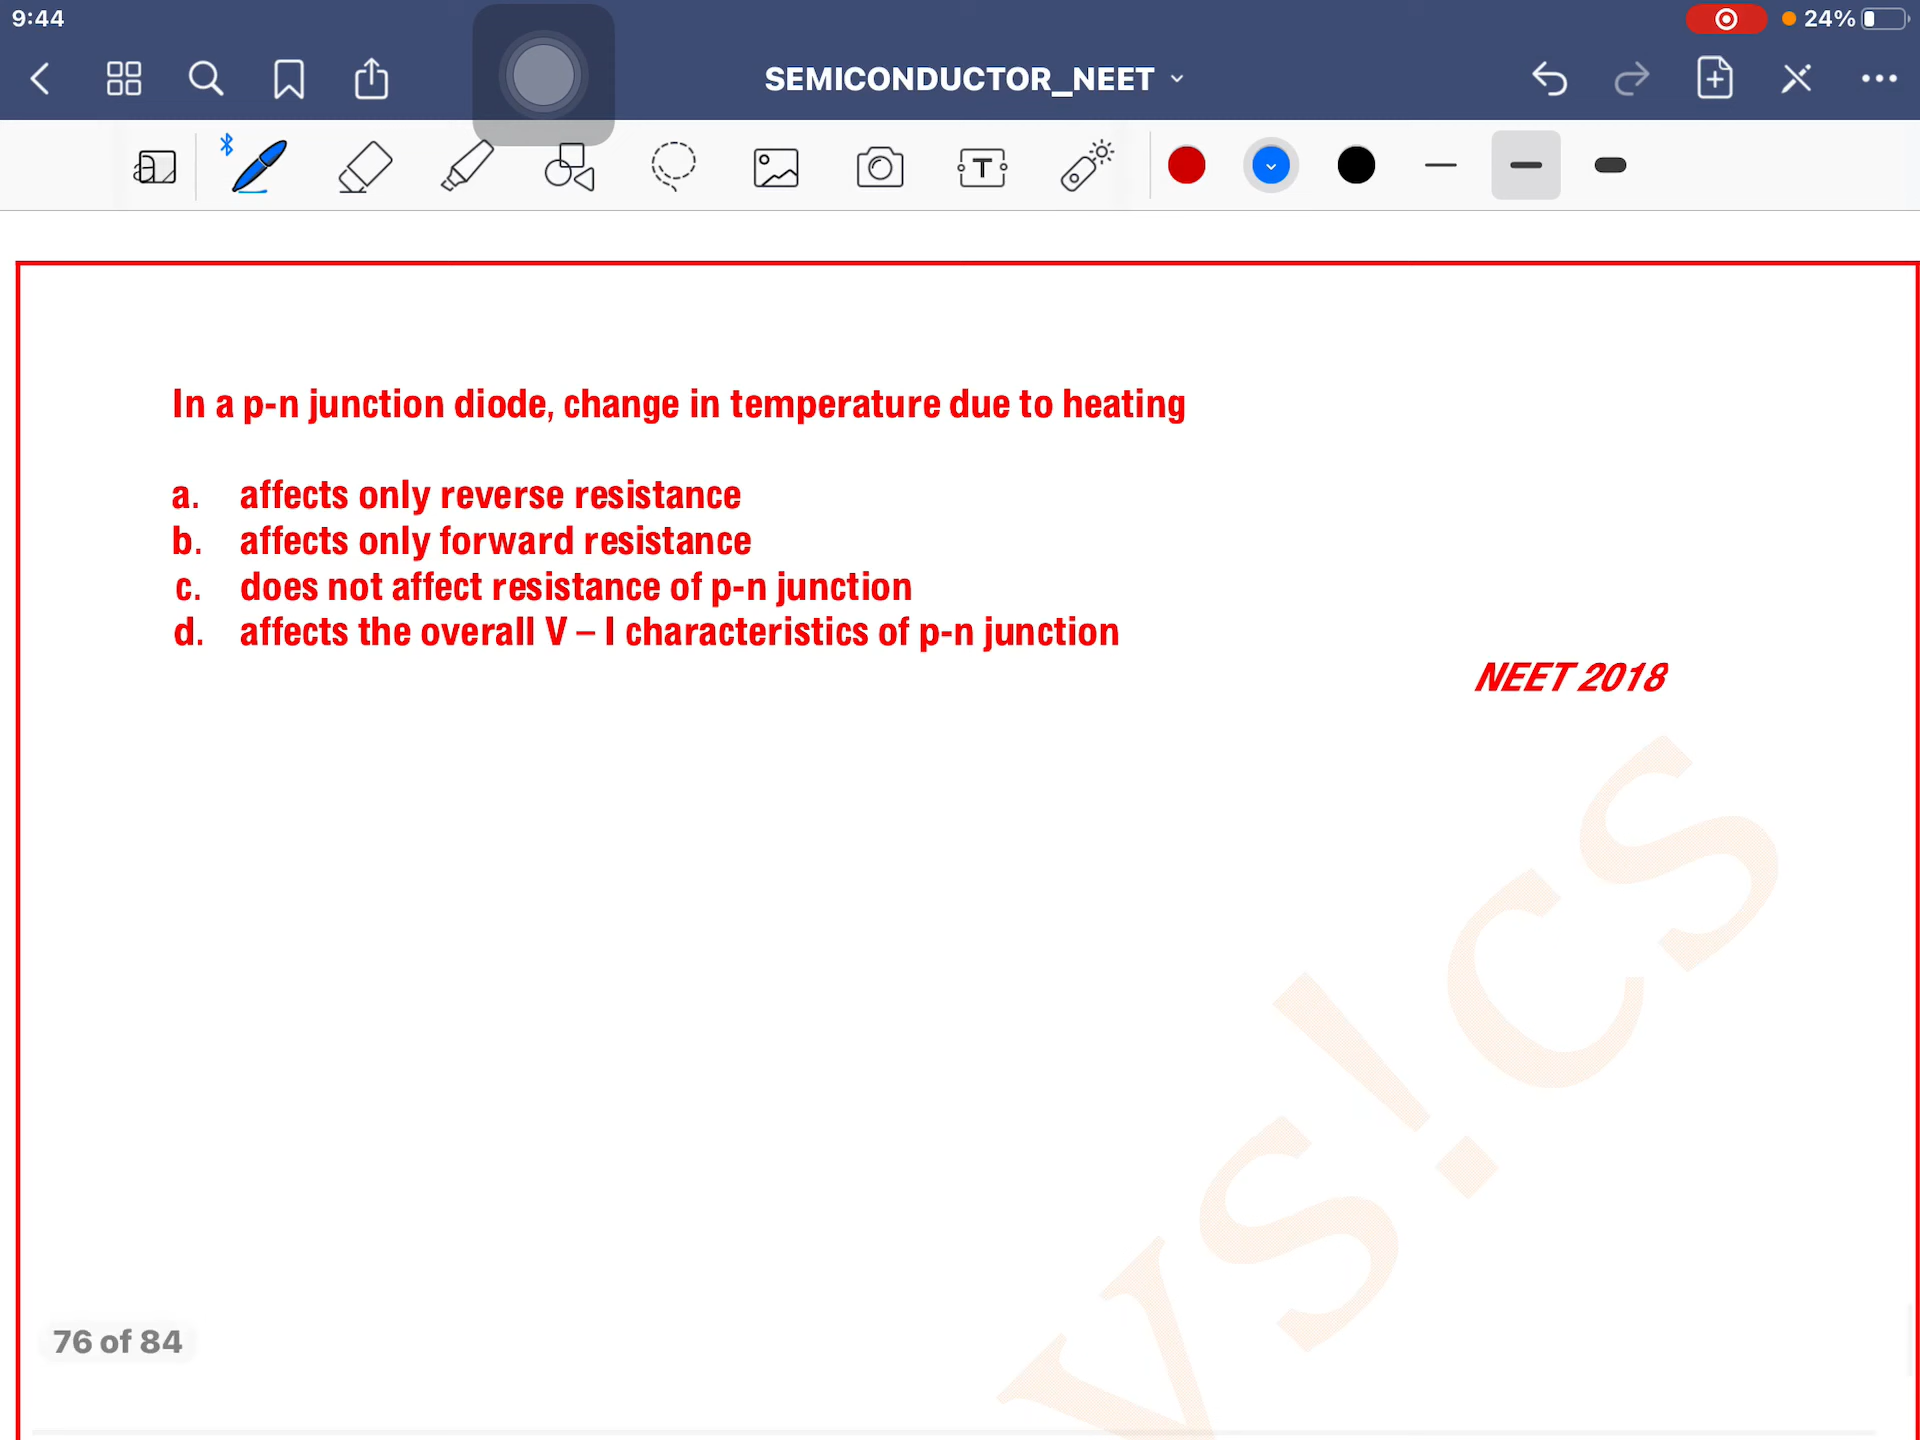 9:44
24%
SEMICONDUCTOR_NEET
a
T
In a p-n junction diode, change in temperature due to heating
a. affects only reverse resistance
b. affects only forward resistance
c. does not affect resistance of p-n junction
d. affects the overall V – I characteristics of p-n junction
NEET 2018
ys!cs
76 of 84